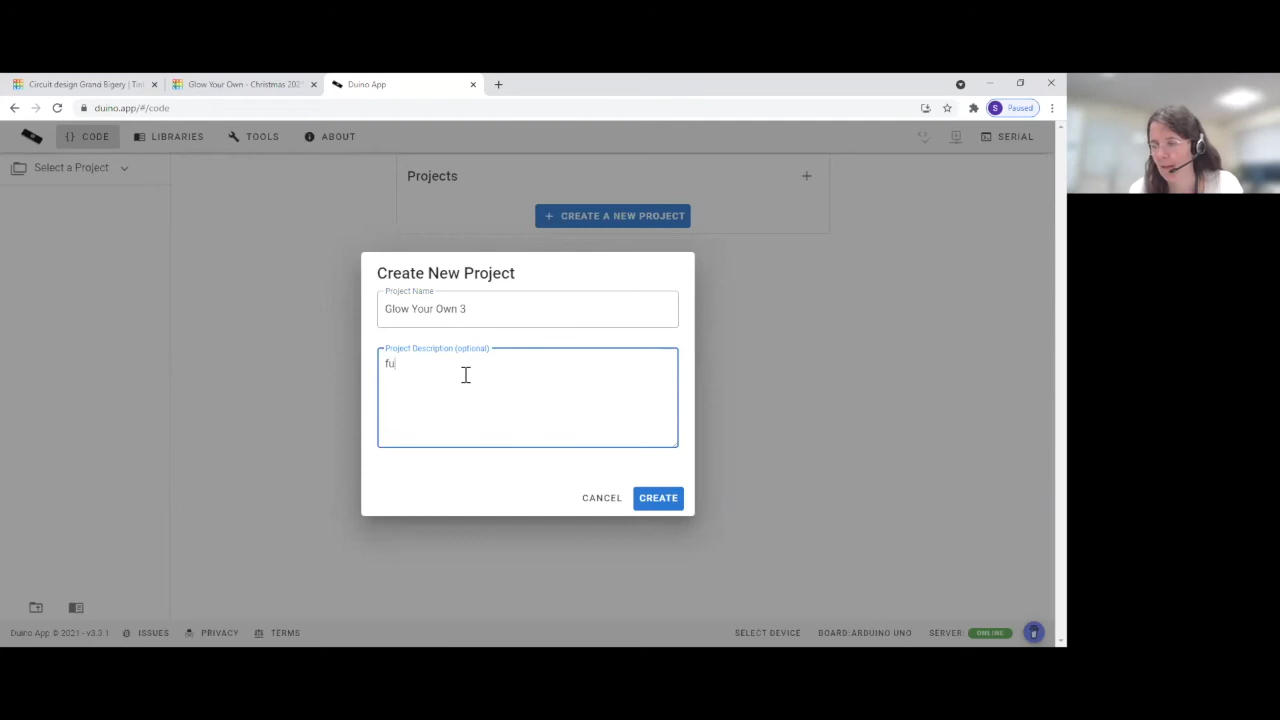 Circuit design Grand Bigery | Tin
Glow Your Own - Christmas 202
Duino App
duino.app/#/code
S Paused
{} CODE
LIBRARIES
TOOLS
ABOUT
SERIAL
Select a Project
Projects
+ CREATE A NEW PROJECT
Create New Project
Project Name
Glow Your Own 3
Project Description (optional)
fu
CANCEL
CREATE
Duino App © 2021 - v3.3.1
ISSUES
PRIVACY
TERMS
SELECT DEVICE
BOARD:ARDUINO UNO
SERVER: ONLINE